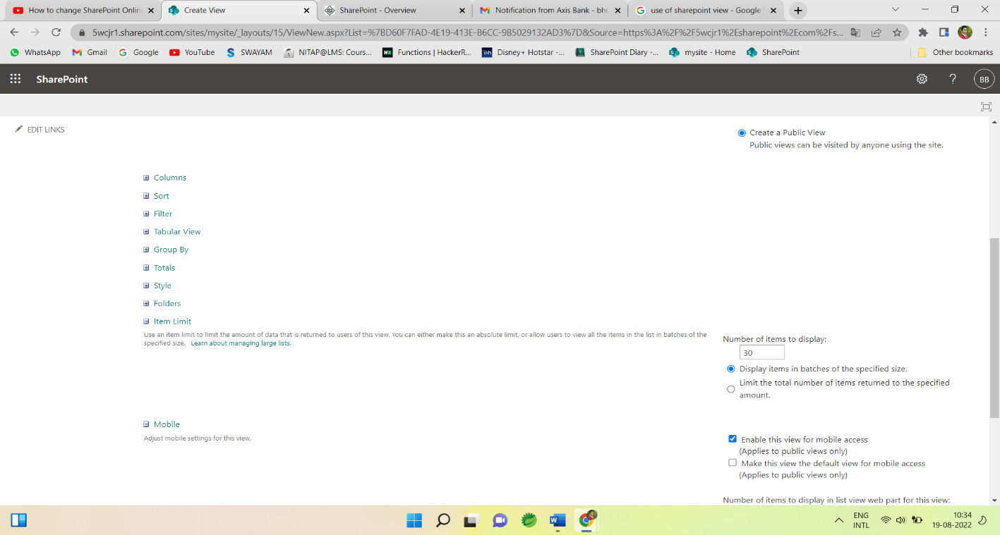 How to change SharePoint Onlin
Create View
SharePoint - Overview
Notification from Axis Bank - bhu
use of sharepoint view - Google S
5wcjr1.sharepoint.com/sites/mysite/_layouts/15/ViewNew.aspx?List=%7BD60F7FAD-4E19-413E-B6CC-9B5029132AD3%7D&Source=https%3A%2F%2F5wcjr1%2Esharepoint%2Ecom%2Fs...
WhatsApp
Gmail
Google
YouTube
SWAYAM
NITAP@LMS: Cours...
Functions | HackerR...
Disney+ Hotstar -...
SharePoint Diary -...
mysite - Home
SharePoint
Other bookmarks
SharePoint
BB
EDIT LINKS
Create a Public View
Public views can be visited by anyone using the site.
Columns
Sort
Filter
Tabular View
Group By
Totals
Style
Folders
Item Limit
Use an item limit to limit the amount of data that is returned to users of this view. You can either make this an absolute limit, or allow users to view all the items in the list in batches of the
specified size. Learn about managing large lists.
Number of items to display:
30
Display items in batches of the specified size.
Limit the total number of items returned to the specified
amount.
Mobile
Adjust mobile settings for this view.
Enable this view for mobile access
(Applies to public views only)
Make this view the default view for mobile access
(Applies to public views only)
Number of items to display in list view web part for this view:
ENG
INTL
10:34
19-08-2022